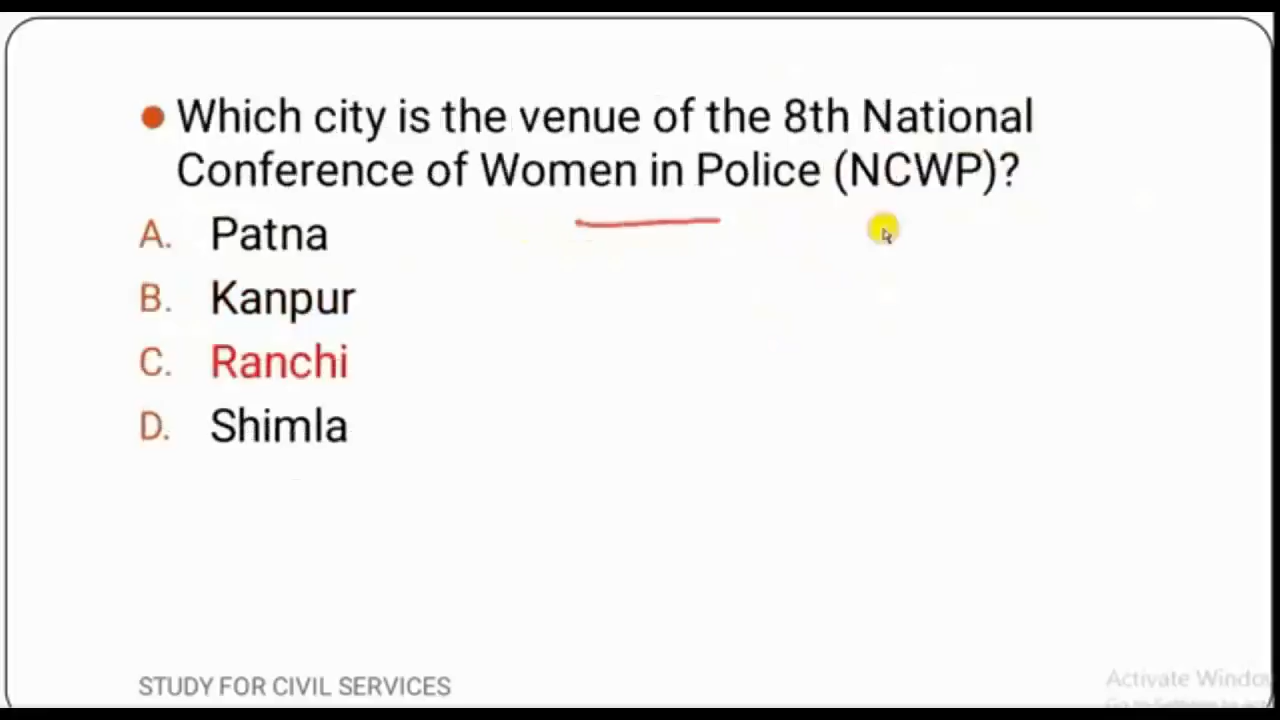 Which city is the venue of the 8th National
Conference of Women in Police (NCWP)?
A. Patna
B. Kanpur
C. Ranchi
D. Shimla
STUDY FOR CIVIL SERVICES
Activate Windo